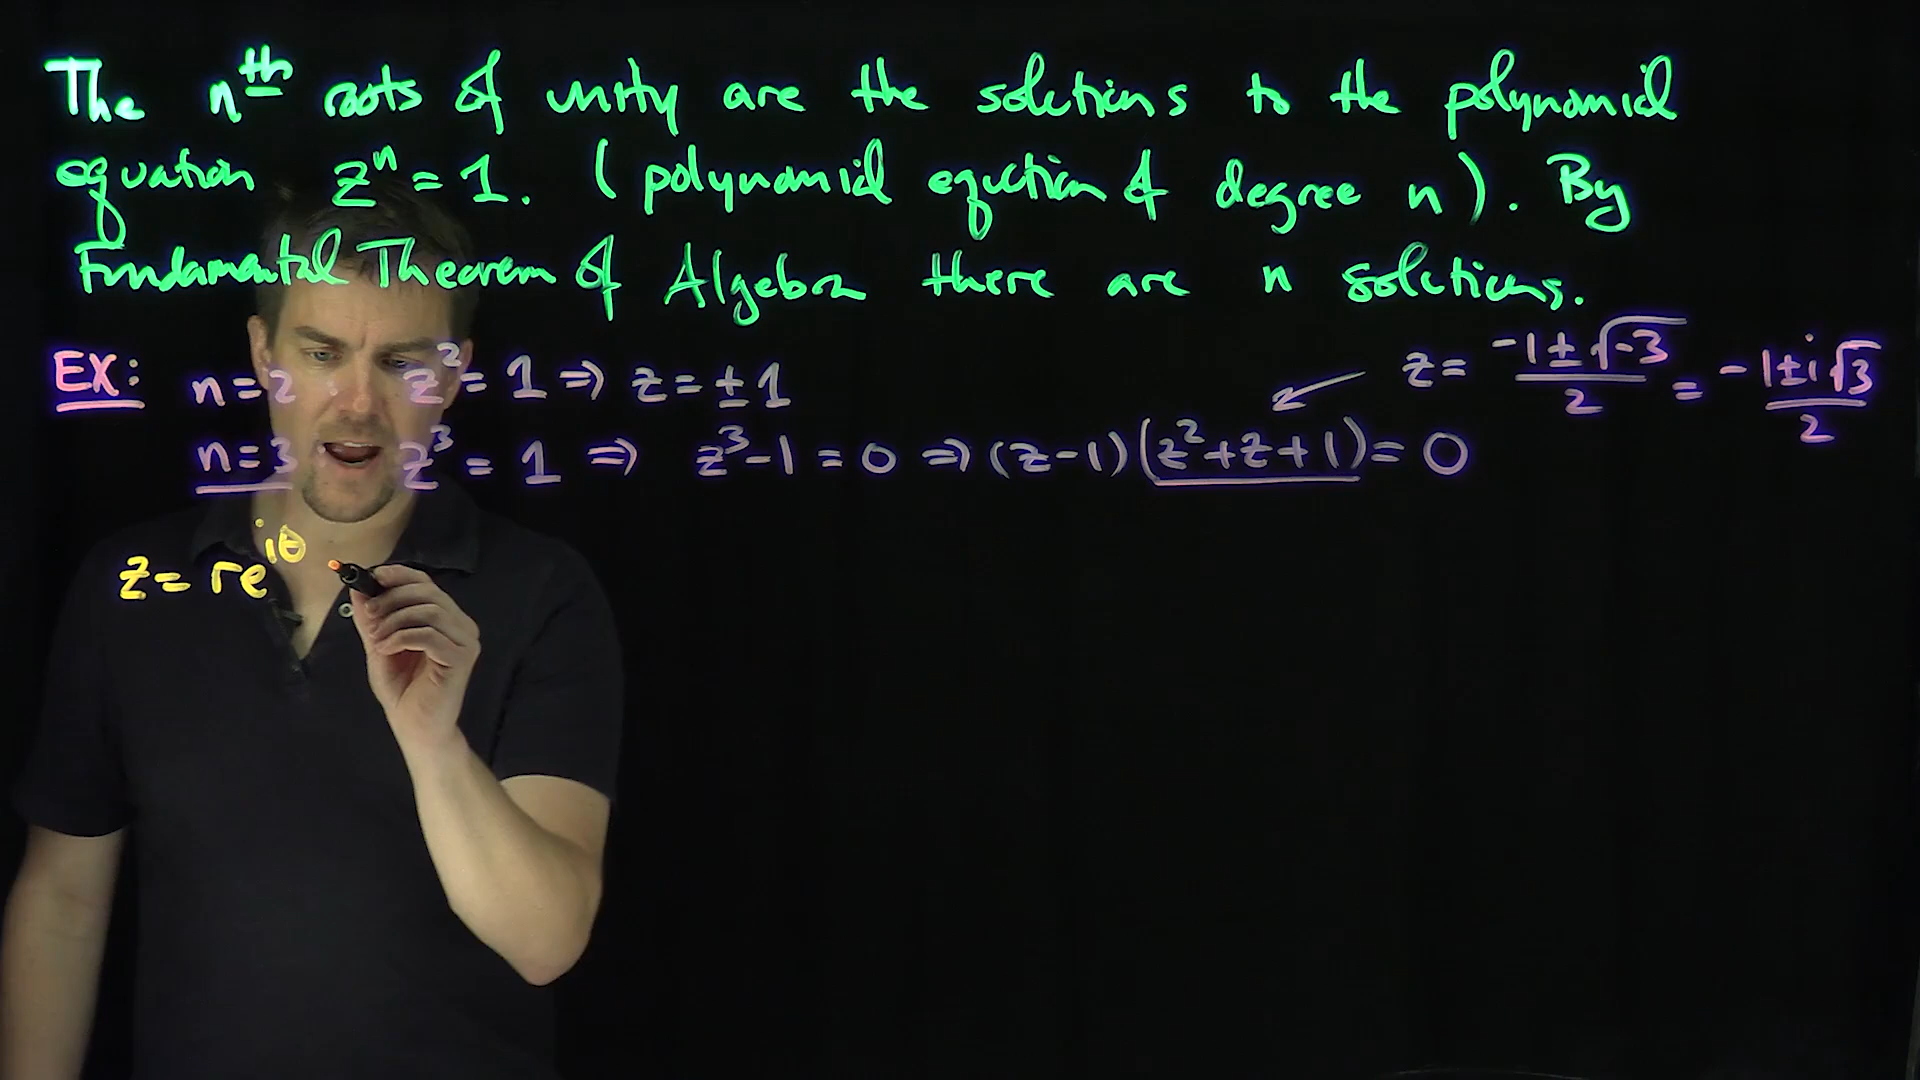 The nth roots of unity are the solutions to the polynomial
equation z^n = 1. (polynomial equation of degree n). By
Fundamental Theorem of Algebra there are n solutions.
EX: n=2: z^2 = 1 ⇒ z = ±1
z = (-1±√-3)/2 = (-1±i√3)/2
n=3: z^3 = 1 ⇒ z^3-1 = 0 ⇒ (z-1)(z^2+z+1) = 0
z = re^iθ